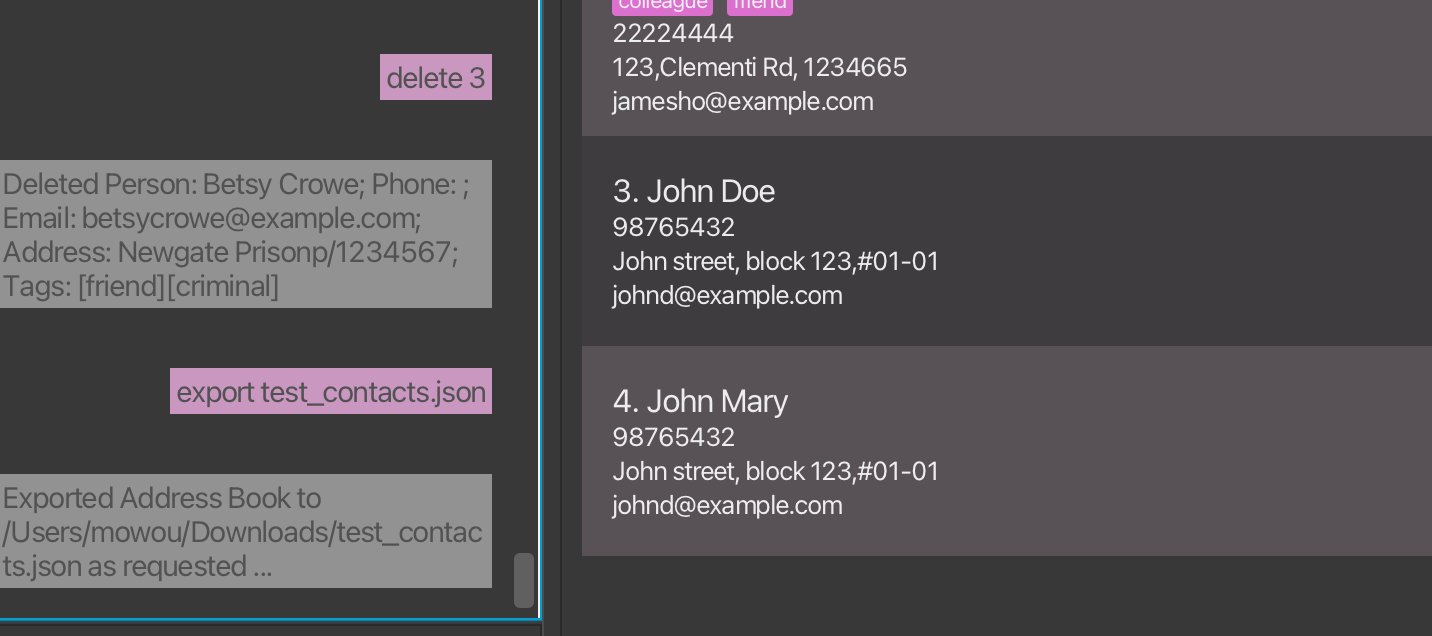 delete 3
Deleted Person: Betsy Crowe; Phone: ;
Email: betsycrowe@example.com;
Address: Newgate Prisonp/1234567;
Tags: [friend][criminal]
export test_contacts.json
Exported Address Book to
/Users/mowou/Downloads/test_contac
ts.json as requested ...
colleague friend
22224444
123,Clementi Rd, 1234665
jamesho@example.com
3. John Doe
98765432
John street, block 123,#01-01
johnd@example.com
4. John Mary
98765432
John street, block 123,#01-01
johnd@example.com